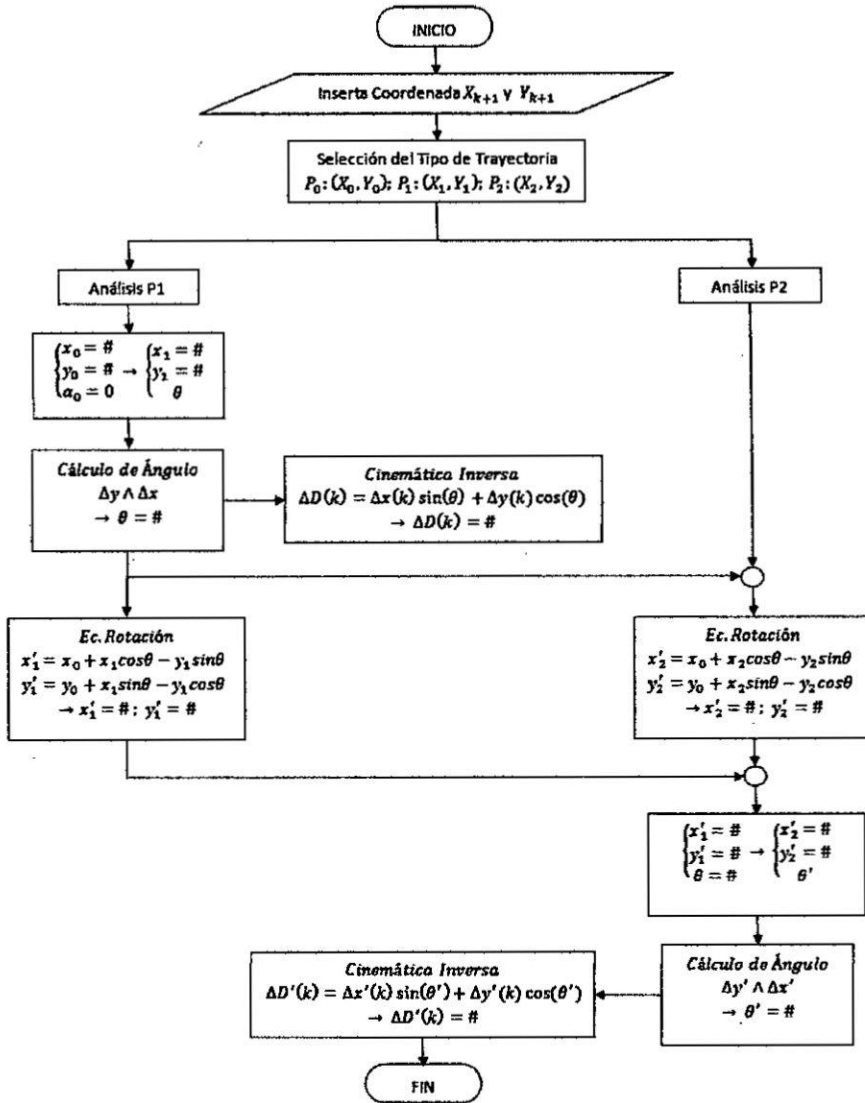 INICIO
Inserta Coordenada X_{k+1} y Y_{k+1}
Selección del Tipo de Trayectoria
P_0: (X_0, Y_0); P_1: (X_1, Y_1); P_2: (X_2, Y_2)
Análisis P1
Análisis P2
x_0 = # → x_1 = #
y_0 = # → y_1 = #
α_0 = 0 θ
Cálculo de Ángulo
Δy ∧ Δx
→ θ = #
Cinemática Inversa
ΔD(k) = Δx(k) sin(θ) + Δy(k) cos(θ)
→ ΔD(k) = #
Ec. Rotación
x'_1 = x_0 + x_1cosθ − y_1sinθ
y'_1 = y_0 + x_1sinθ − y_1cosθ
→ x'_1 = # ; y'_1 = #
Ec. Rotación
x'_2 = x_0 + x_2cosθ − y_2sinθ
y'_2 = y_0 + x_2sinθ − y_2cosθ
→ x'_2 = # ; y'_2 = #
x'_1 = # x'_2 = #
y'_1 = # → y'_2 = #
θ = # θ'
Cálculo de Ángulo
Δy' ∧ Δx'
→ θ' = #
Cinemática Inversa
ΔD'(k) = Δx'(k) sin(θ') + Δy'(k) cos(θ')
→ ΔD'(k) = #
FIN